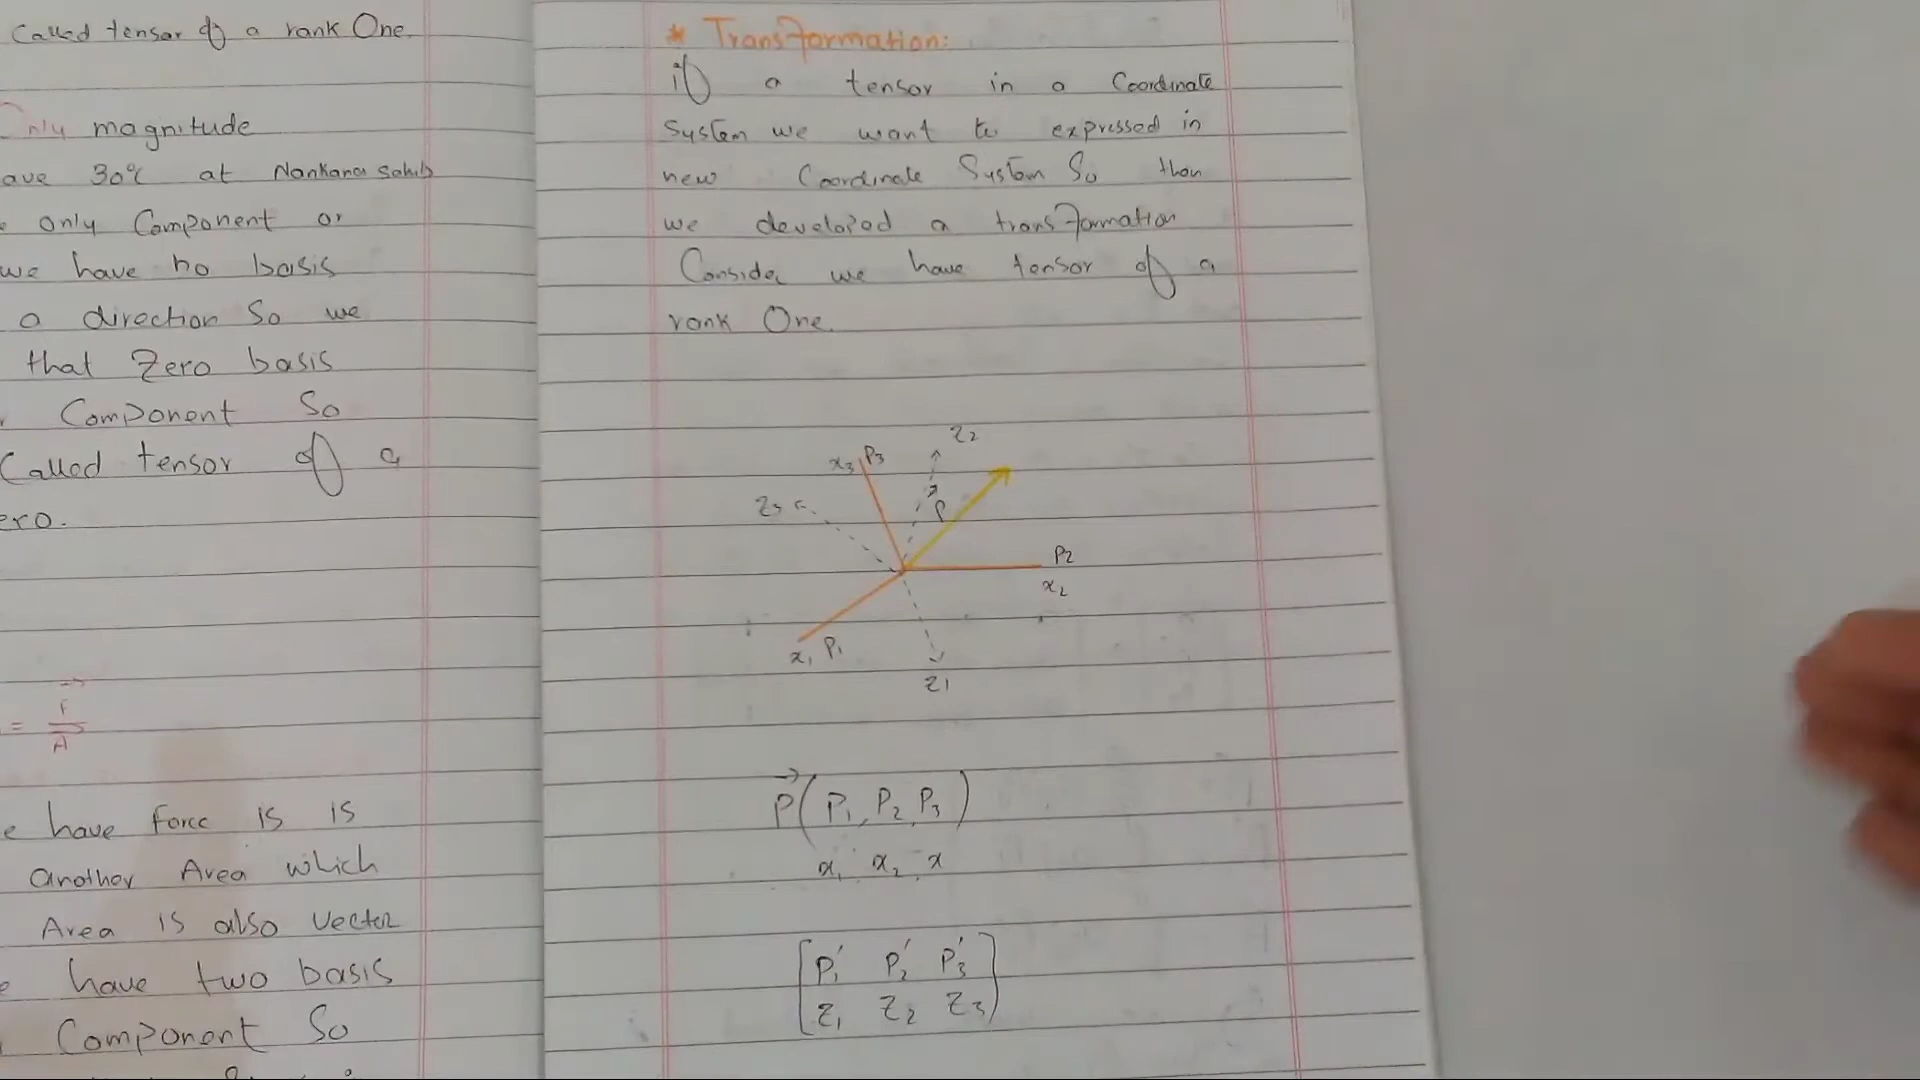 Called tensor of a rank One.
Only magnitude
ave 30°C at Nankana sahib
only Component or
we have no basis
a direction So we
that Zero basis
Component So
Called tensor of a
ero.
= F
A
e have force is is
another Area which
Area is also vector
e have two basis
Component So
* Transformation:
if a tensor in a Coordinate
System we want to expressed in
new Coordinate System So than
we developed a transformation
Consider we have tensor of a
rank One.
z2
x3 P3
z3
P
P2
x2
x1 P1
z1
P(P1, P2, P3)
x1 x2 x
P1' P2' P3'
z1 z2 z3